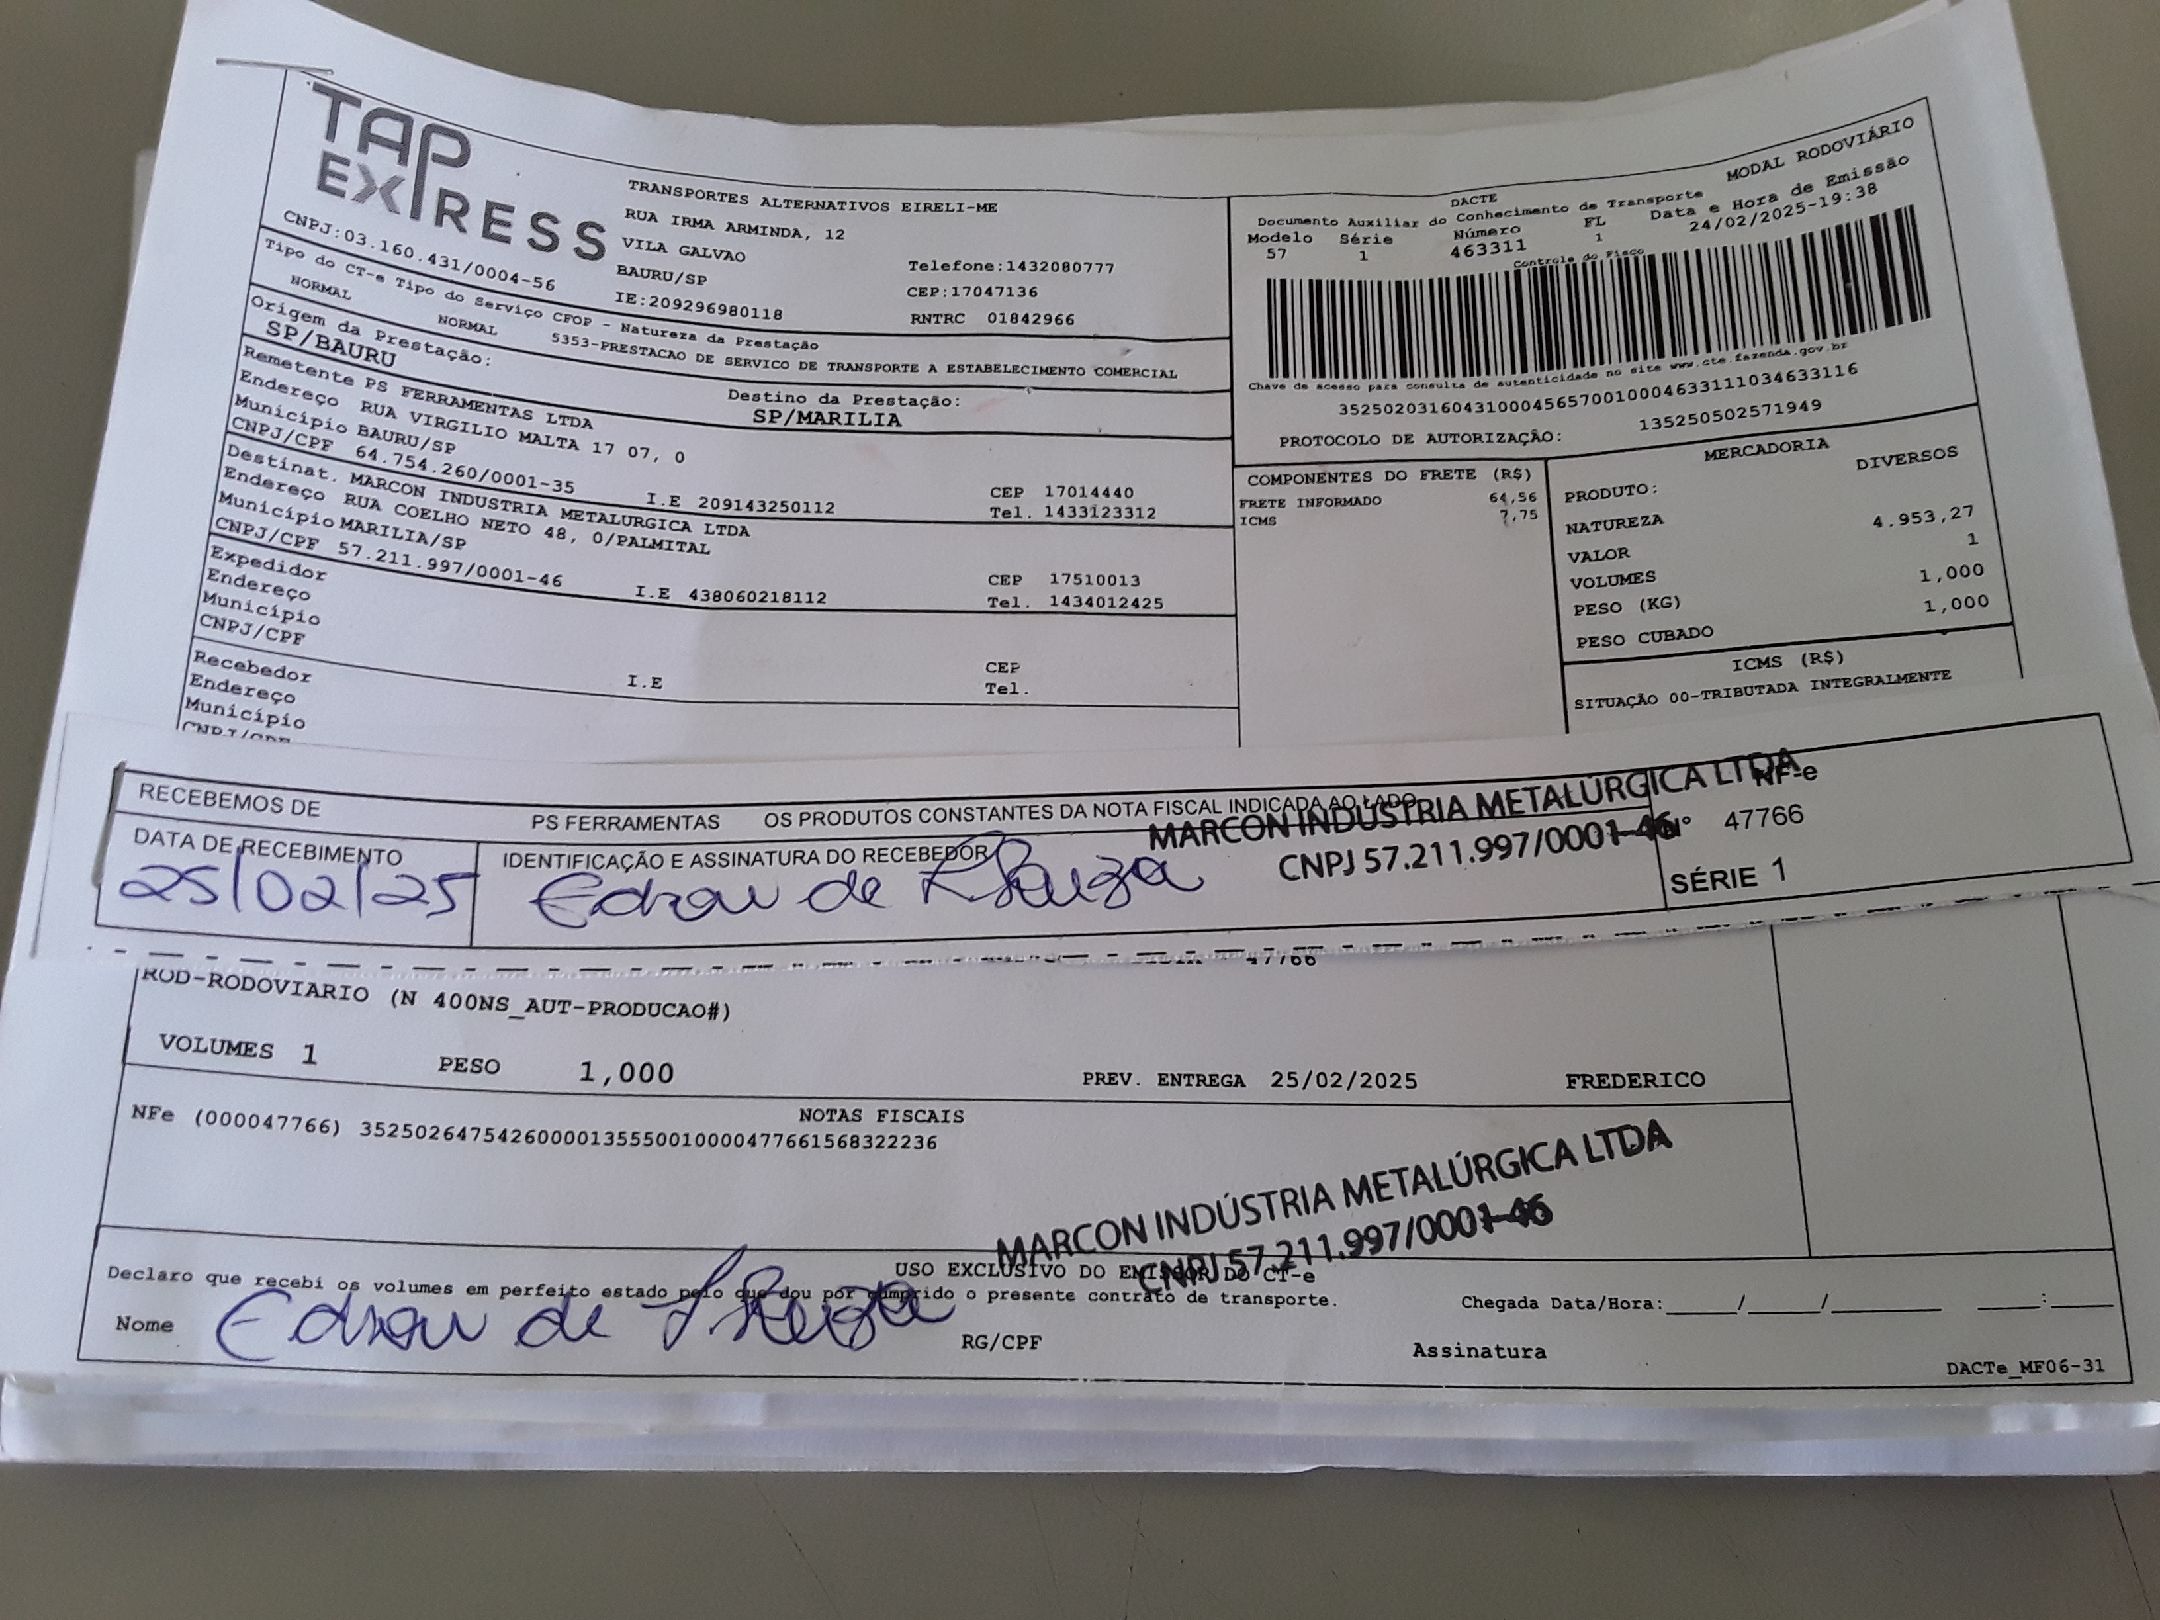 TAP
EXPRESS
CNPJ:03.160.431/0004-56
TRANSPORTES ALTERNATIVOS EIRELI-ME
RUA IRMA ARMINDA, 12
VILA GALVAO
BAURU/SP
IE:209296980118
Telefone:1432080777
CEP:17047136
RNTRC 01842966
DACTE
MODAL RODOVIÁRIO
Documento Auxiliar do Conhecimento de Transporte
Modelo Série Número FL Data e Hora de Emissão
57 1 463311 1 24/02/2025-19:38
Controle do Fisco
Chave de acesso para consulta de autenticidade no site www.cte.fazenda.gov.br
35250203160431000456570010004633111034633116
PROTOCOLO DE AUTORIZAÇÃO: 135250502571949
Tipo do CT-e Tipo do Serviço CFOP - Natureza da Prestação
NORMAL NORMAL 5353-PRESTACAO DE SERVICO DE TRANSPORTE A ESTABELECIMENTO COMERCIAL
Origem da Prestação: Destino da Prestação:
SP/BAURU SP/MARILIA
Remetente PS FERRAMENTAS LTDA
Endereço RUA VIRGILIO MALTA 17 07, 0
Município BAURU/SP CEP 17014440
CNPJ/CPF 64.754.260/0001-35 I.E 209143250112 Tel. 1433123312
Destinat. MARCON INDUSTRIA METALURGICA LTDA
Endereço RUA COELHO NETO 48, 0/PALMITAL
Município MARILIA/SP CEP 17510013
CNPJ/CPF 57.211.997/0001-46 I.E 438060218112 Tel. 1434012425
Expedidor
Endereço
Município CEP
CNPJ/CPF I.E Tel.
Recebedor
Endereço
Município
CNPJ/CPF
COMPONENTES DO FRETE (R$)
FRETE INFORMADO 64,56
ICMS 7,75
MERCADORIA
PRODUTO: DIVERSOS
NATUREZA
VALOR 4.953,27
VOLUMES 1
PESO (KG) 1,000
PESO CUBADO 1,000
ICMS (R$)
SITUAÇÃO 00-TRIBUTADA INTEGRALMENTE
RECEBEMOS DE PS FERRAMENTAS OS PRODUTOS CONSTANTES DA NOTA FISCAL INDICADA AO LADO
MARCON INDÚSTRIA METALÚRGICA LTDA
CNPJ 57.211.997/0001-46
NF-e
N° 47766
SÉRIE 1
DATA DE RECEBIMENTO
25/02/25
IDENTIFICAÇÃO E ASSINATURA DO RECEBEDOR
Edson de Souza
47766
ROD-RODOVIARIO (N 400NS_AUT-PRODUCAO#)
VOLUMES 1 PESO 1,000 PREV. ENTREGA 25/02/2025 FREDERICO
NOTAS FISCAIS
NFe (000047766) 35250264754260000135550010000477661568322236
MARCON INDÚSTRIA METALÚRGICA LTDA
CNPJ 57.211.997/0001-46
USO EXCLUSIVO DO EMISSOR DO CT-e
Declaro que recebi os volumes em perfeito estado pelo que dou por cumprido o presente contrato de transporte.
Chegada Data/Hora:_____/_____/________ ____:____
Nome Edson de Souza RG/CPF Assinatura
DACTe_MF06-31